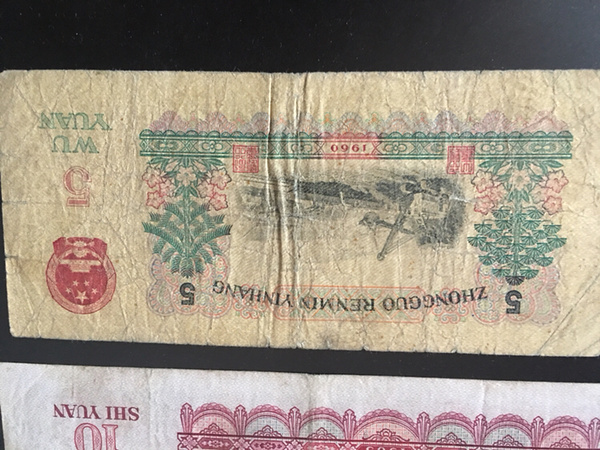 ZHONGGUO RENMIN YINHANG
5
5
5
WU
YUAN
1960
10
SHI YUAN